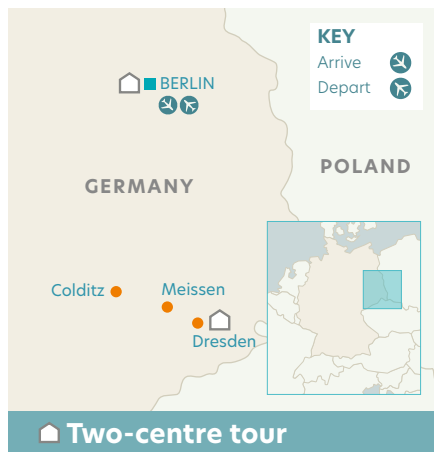 KEY
Arrive
Depart
BERLIN
POLAND
GERMANY
Colditz
Meissen
Dresden
Two-centre tour